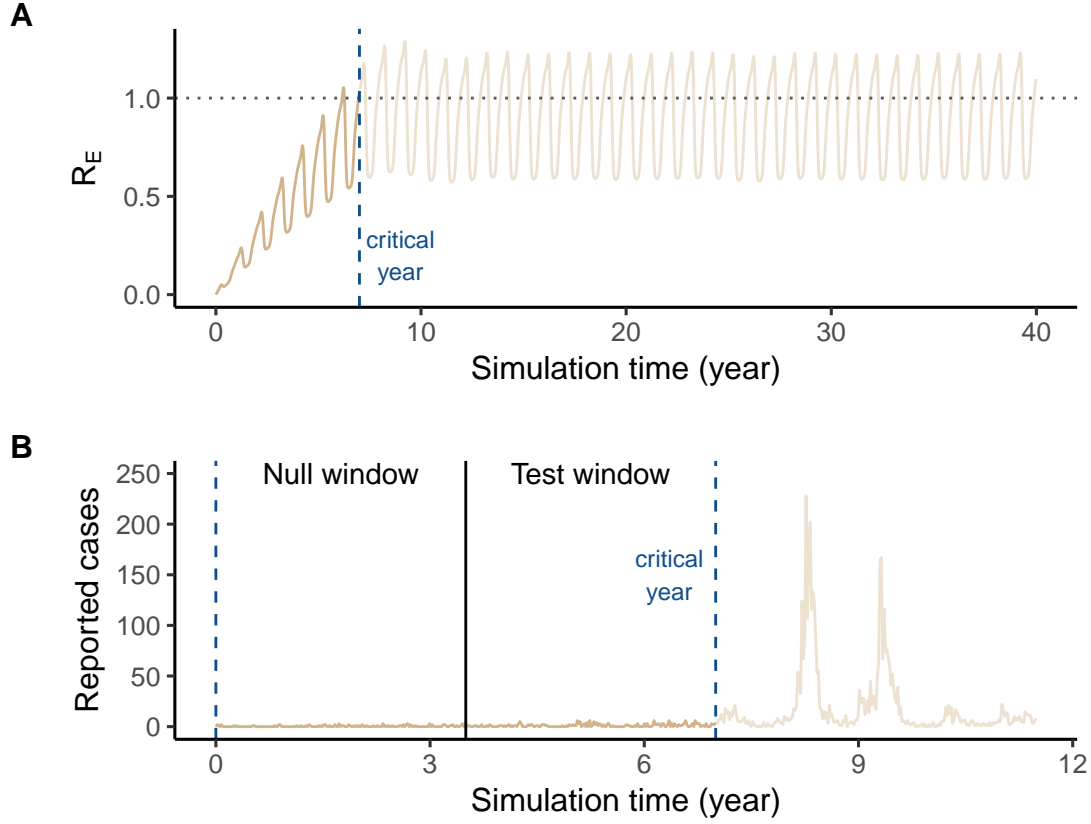 A
1.0
0.5
0.0
R_E
critical
year
0 10 20 30 40
Simulation time (year)
B
Null window Test window
250
200
150
100
50
0
Reported cases
critical
year
0 3 6 9 12
Simulation time (year)